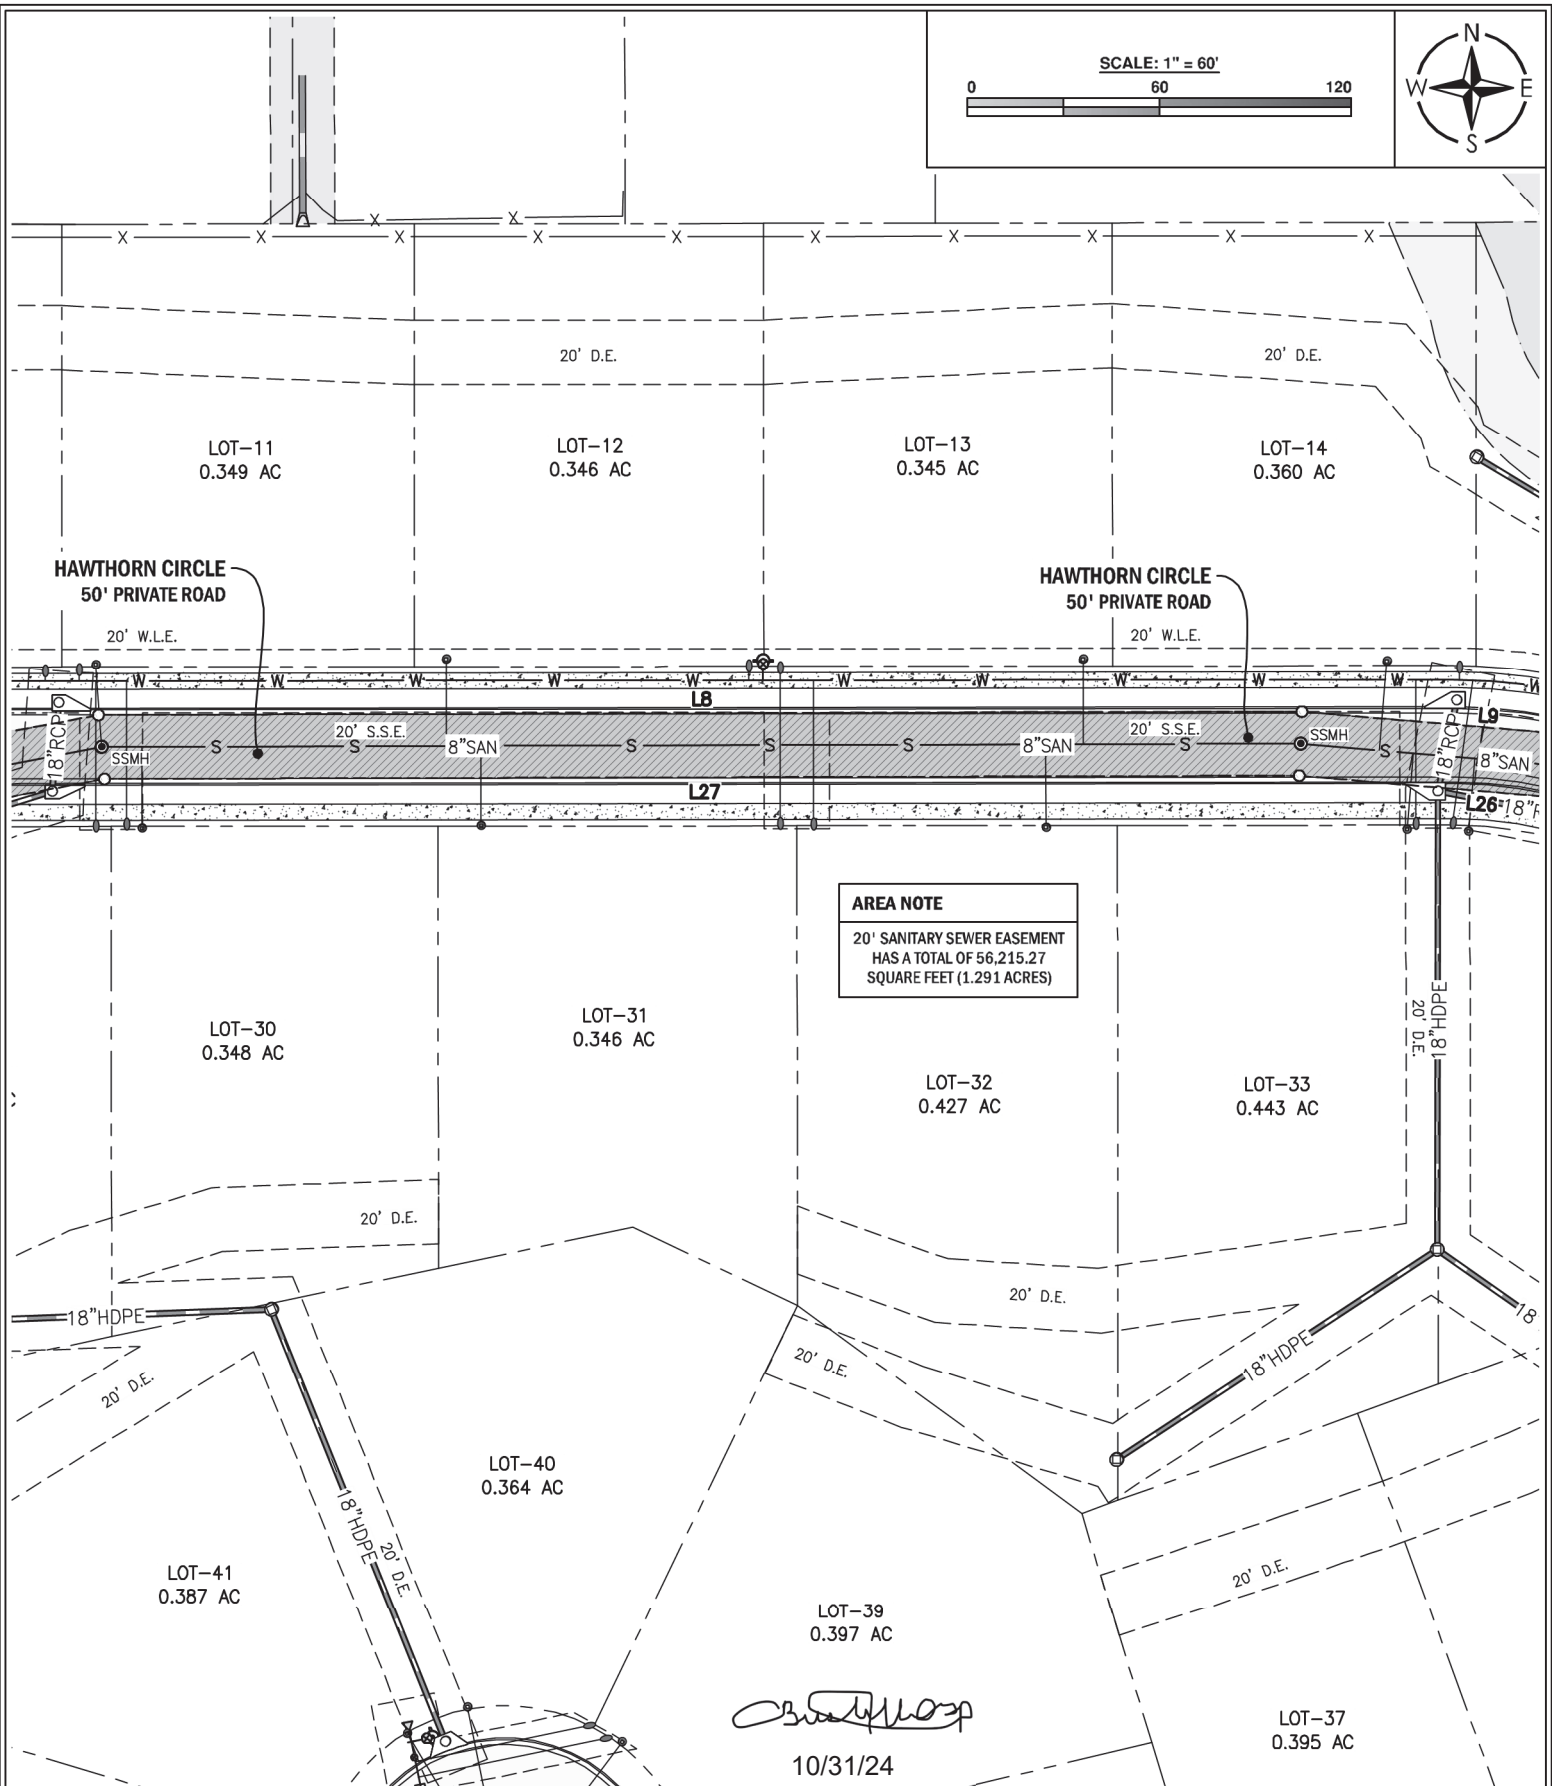 SCALE: 1" = 60'
0 60 120
N
W E
S
X X
X X X X X X X X X X
20' D.E. 20' D.E.
LOT-11
0.349 AC
LOT-12
0.346 AC
LOT-13
0.345 AC
LOT-14
0.360 AC
HAWTHORN CIRCLE
50' PRIVATE ROAD
HAWTHORN CIRCLE
50' PRIVATE ROAD
20' W.L.E. 20' W.L.E.
W W W W W W W W W W W
L8
L9
18"RCP
20' S.S.E. 20' S.S.E.
SSMH
S S 8"SAN S S S 8"SAN S SSMH S 8"SAN
18"RCP
L27
L26 18"
AREA NOTE
20' SANITARY SEWER EASEMENT
HAS A TOTAL OF 56,215.27
SQUARE FEET (1.291 ACRES)
18"HDPE
20' D.E.
LOT-30
0.348 AC
LOT-31
0.346 AC
LOT-32
0.427 AC
LOT-33
0.443 AC
20' D.E.
20' D.E.
18"HDPE
18
18"HDPE
20' D.E.
20' D.E.
LOT-40
0.364 AC
18"HDPE
20' D.E.
LOT-41
0.387 AC
LOT-39
0.397 AC
20' D.E.
LOT-37
0.395 AC
10/31/24